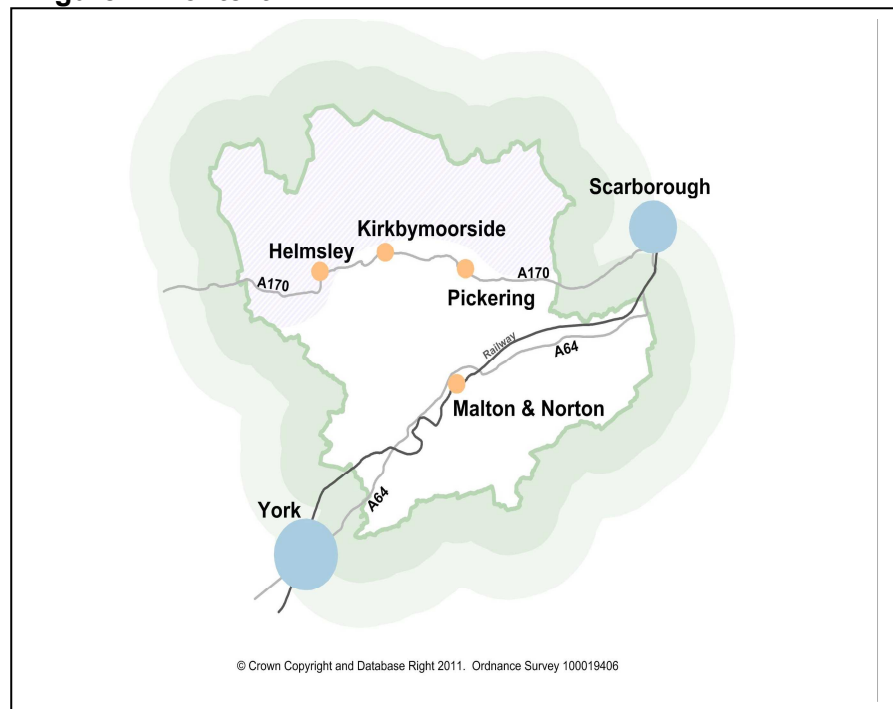 Scarborough
Kirkbymoorside
Helmsley
A170
A170
Pickering
Railway
A64
Malton & Norton
A64
York
© Crown Copyright and Database Right 2011. Ordnance Survey 100019406